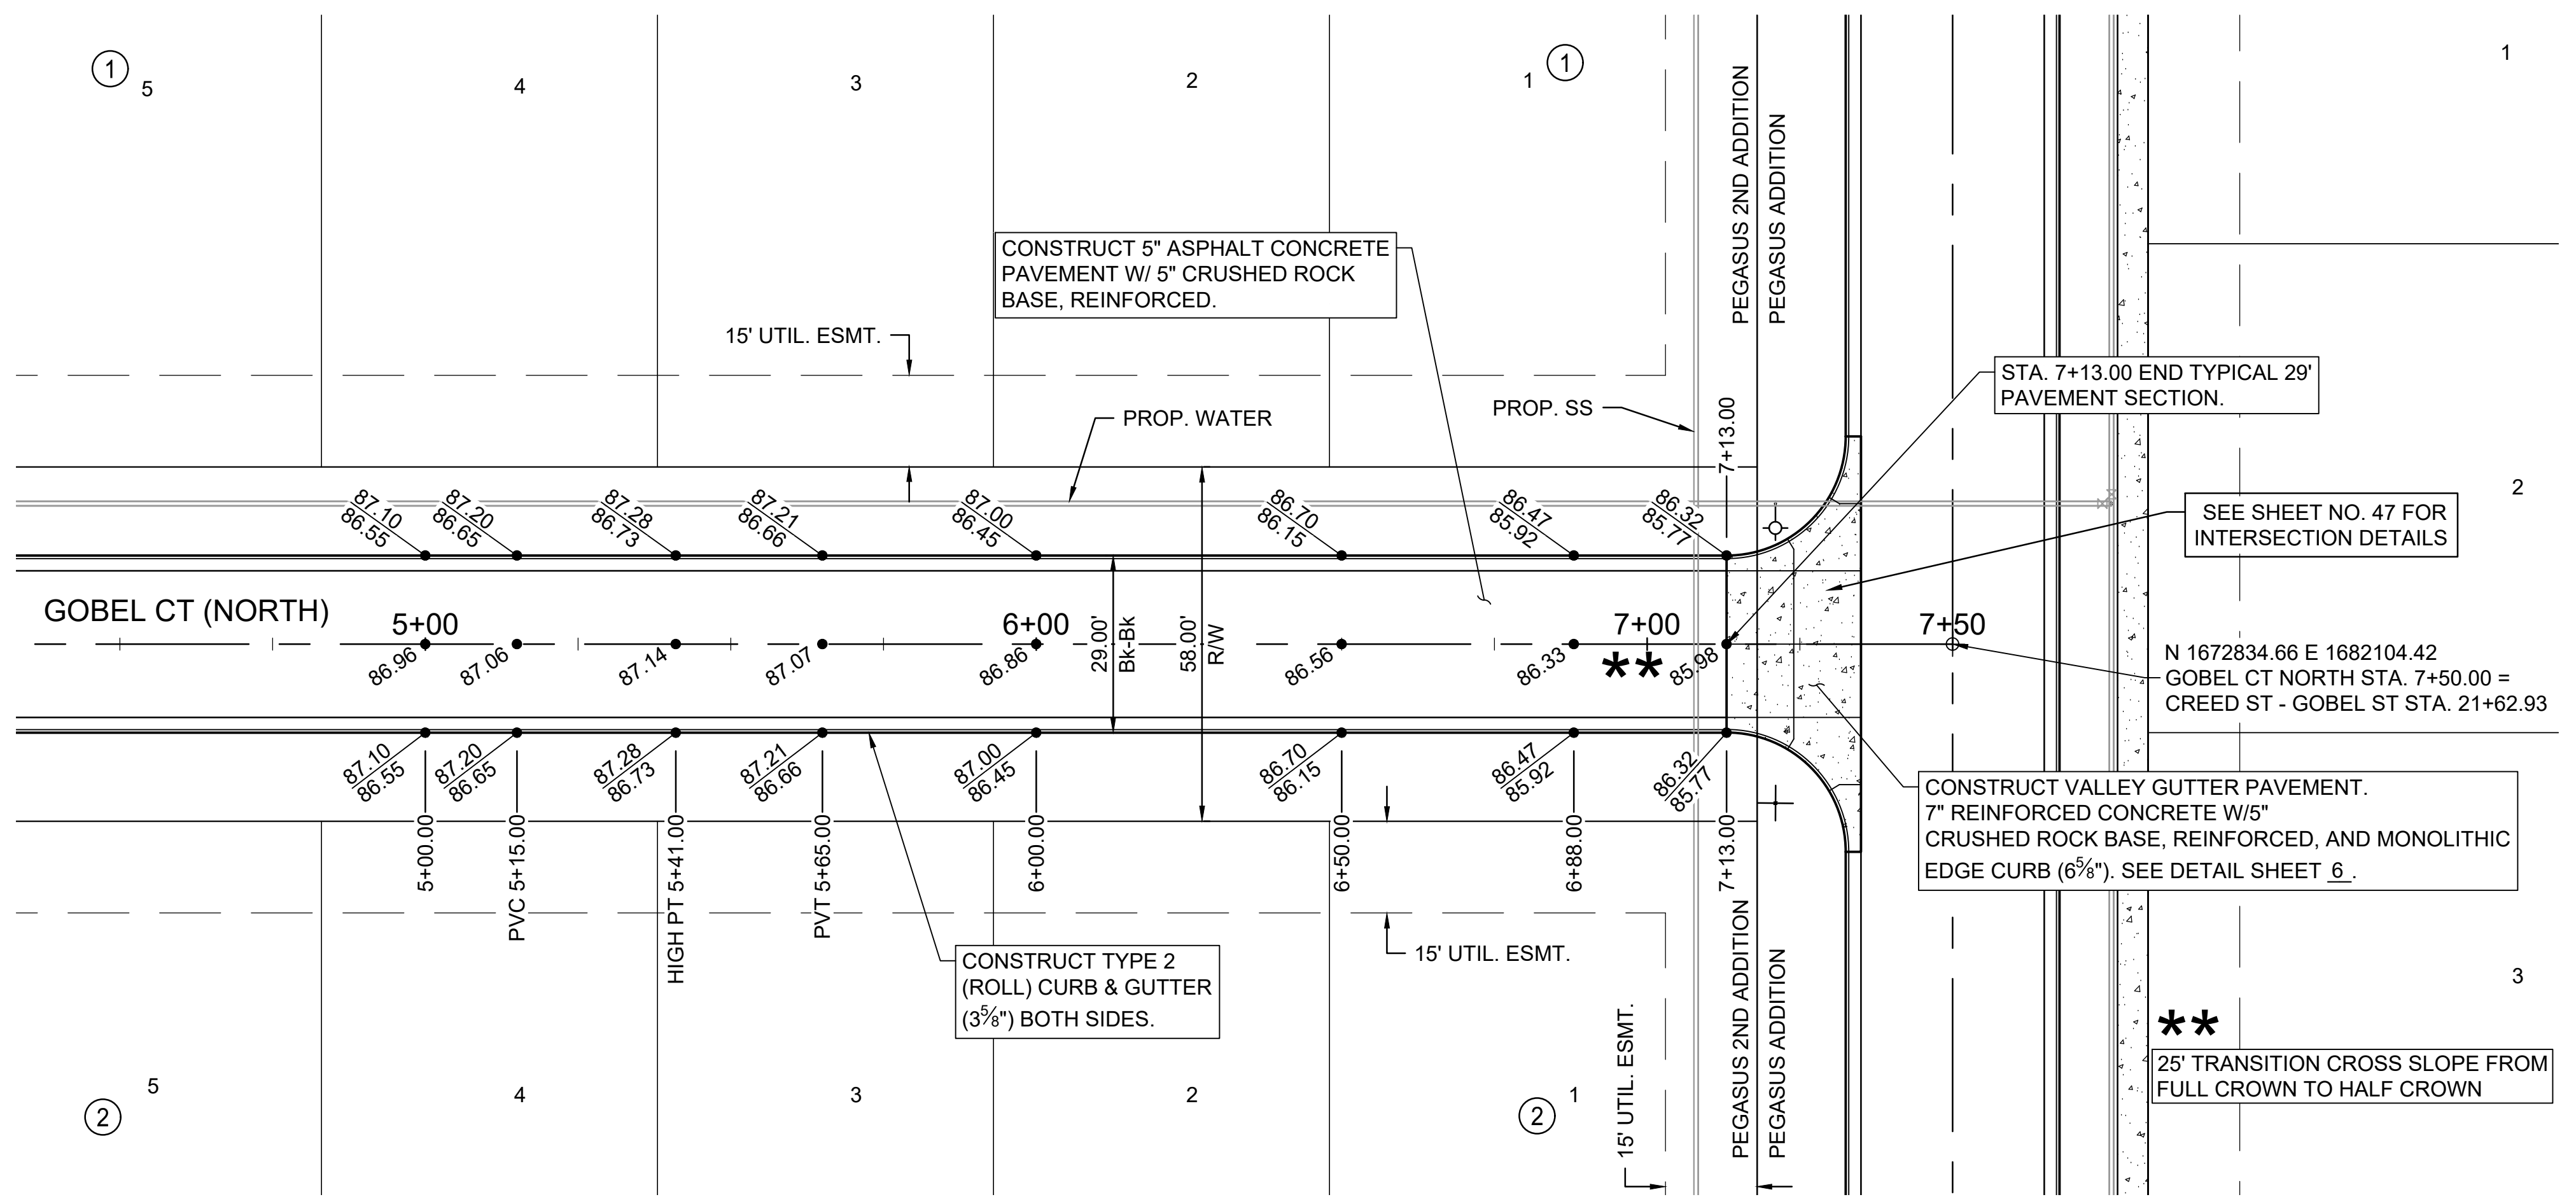 1
5
4
3
2
1
1
1
PEGASUS 2ND ADDITION
PEGASUS ADDITION
CONSTRUCT 5" ASPHALT CONCRETE
PAVEMENT W/ 5" CRUSHED ROCK
BASE, REINFORCED.
15' UTIL. ESMT.
PROP. WATER
PROP. SS
7+13.00
STA. 7+13.00 END TYPICAL 29'
PAVEMENT SECTION.
2
SEE SHEET NO. 47 FOR
INTERSECTION DETAILS
87.10
86.55
87.20
86.65
87.28
86.73
87.21
86.66
87.00
86.45
86.70
86.15
86.47
85.92
86.32
85.77
GOBEL CT (NORTH)
5+00
6+00
7+00
7+50
86.96
87.06
87.14
87.07
86.86
29.00'
Bk-Bk
58.00'
R/W
86.56
86.33
**
85.98
N 1672834.66 E 1682104.42
GOBEL CT NORTH STA. 7+50.00 =
CREED ST - GOBEL ST STA. 21+62.93
87.10
86.55
87.20
86.65
87.28
86.73
87.21
86.66
87.00
86.45
86.70
86.15
86.47
85.92
86.32
85.77
5+00.00
PVC 5+15.00
HIGH PT 5+41.00
PVT 5+65.00
6+00.00
6+50.00
6+88.00
7+13.00
CONSTRUCT VALLEY GUTTER PAVEMENT.
7" REINFORCED CONCRETE W/5"
CRUSHED ROCK BASE, REINFORCED, AND MONOLITHIC
EDGE CURB (6⅝"). SEE DETAIL SHEET 6 .
CONSTRUCT TYPE 2
(ROLL) CURB & GUTTER
(3⅝") BOTH SIDES.
15' UTIL. ESMT.
15' UTIL. ESMT.
PEGASUS 2ND ADDITION
PEGASUS ADDITION
3
**
25' TRANSITION CROSS SLOPE FROM
FULL CROWN TO HALF CROWN
5
2
4
3
2
2
1